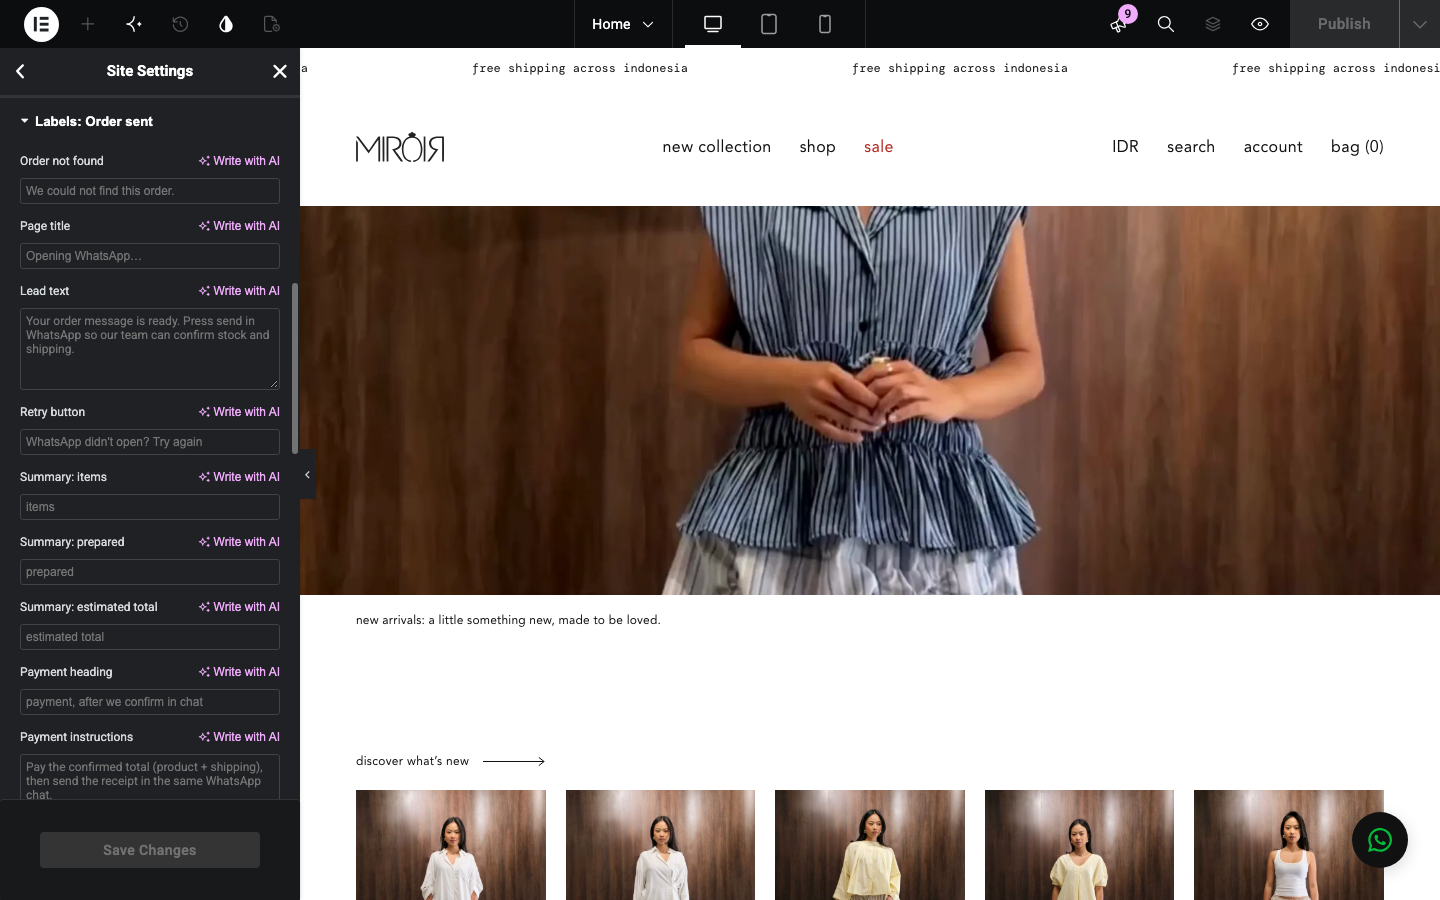 Home
9
Publish
Site Settings
Labels: Order sent
Order not found
Write with AI
We could not find this order.
Page title
Write with AI
Opening WhatsApp...
Lead text
Write with AI
Your order message is ready. Press send in
WhatsApp so our team can confirm stock and
shipping.
Retry button
Write with AI
WhatsApp didn't open? Try again
Summary: items
Write with AI
items
Summary: prepared
Write with AI
prepared
Summary: estimated total
Write with AI
estimated total
Payment heading
Write with AI
payment, after we confirm in chat
Payment instructions
Write with AI
Pay the confirmed total (product + shipping),
then send the receipt in the same WhatsApp
chat.
Save Changes
a free shipping across indonesia free shipping across indonesia free shipping across indonesi
MIROIR
new collection shop sale
IDR search account bag (0)
new arrivals: a little something new, made to be loved.
discover what's new